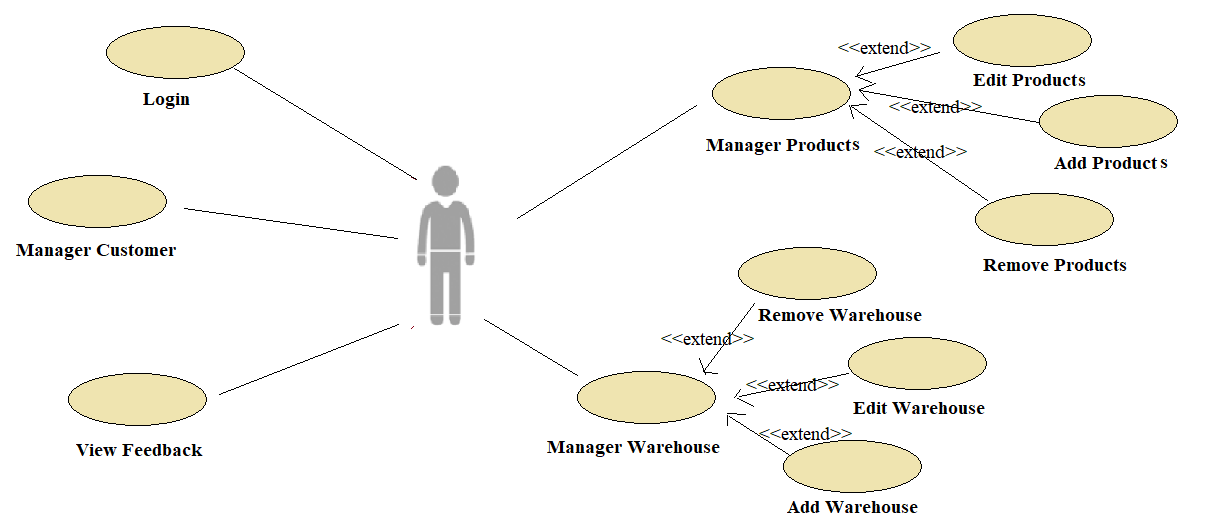 Login
Manager Customer
View Feedback
Manager Products
<<extend>>
Edit Products
<<extend>>
Add Products
<<extend>>
Remove Products
Remove Warehouse
<<extend>>
Edit Warehouse
<<extend>>
Manager Warehouse
<<extend>>
Add Warehouse